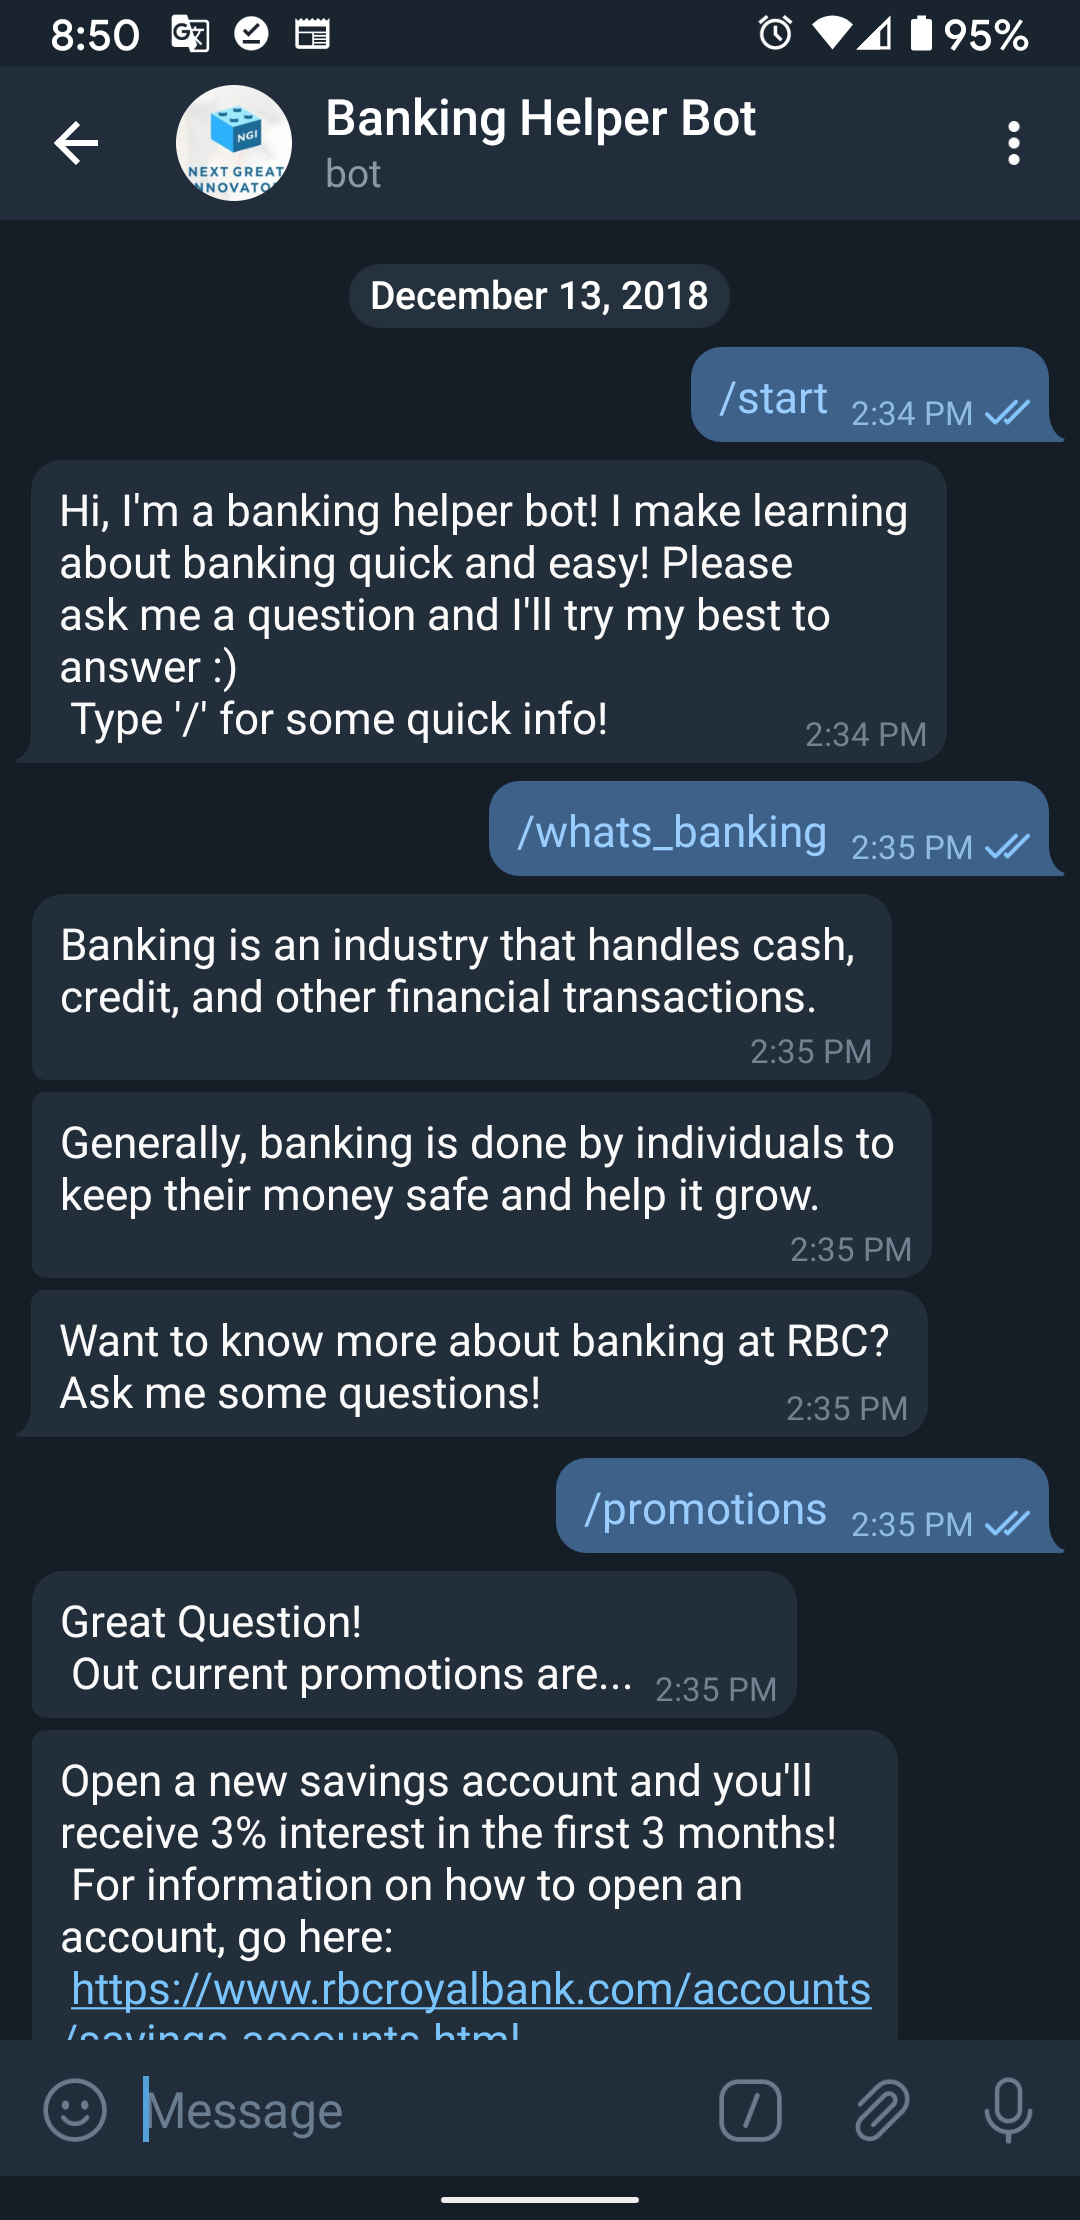 8:50
95%
NGI
NEXT GREAT
NNOVATO
Banking Helper Bot
bot
December 13, 2018
/start 2:34 PM
Hi, I'm a banking helper bot! I make learning
about banking quick and easy! Please
ask me a question and I'll try my best to
answer :)
Type '/' for some quick info! 2:34 PM
/whats_banking 2:35 PM
Banking is an industry that handles cash,
credit, and other financial transactions.
2:35 PM
Generally, banking is done by individuals to
keep their money safe and help it grow.
2:35 PM
Want to know more about banking at RBC?
Ask me some questions! 2:35 PM
/promotions 2:35 PM
Great Question!
Out current promotions are... 2:35 PM
Open a new savings account and you'll
receive 3% interest in the first 3 months!
For information on how to open an
account, go here:
https://www.rbcroyalbank.com/accounts
/savings-accounts.html
Message